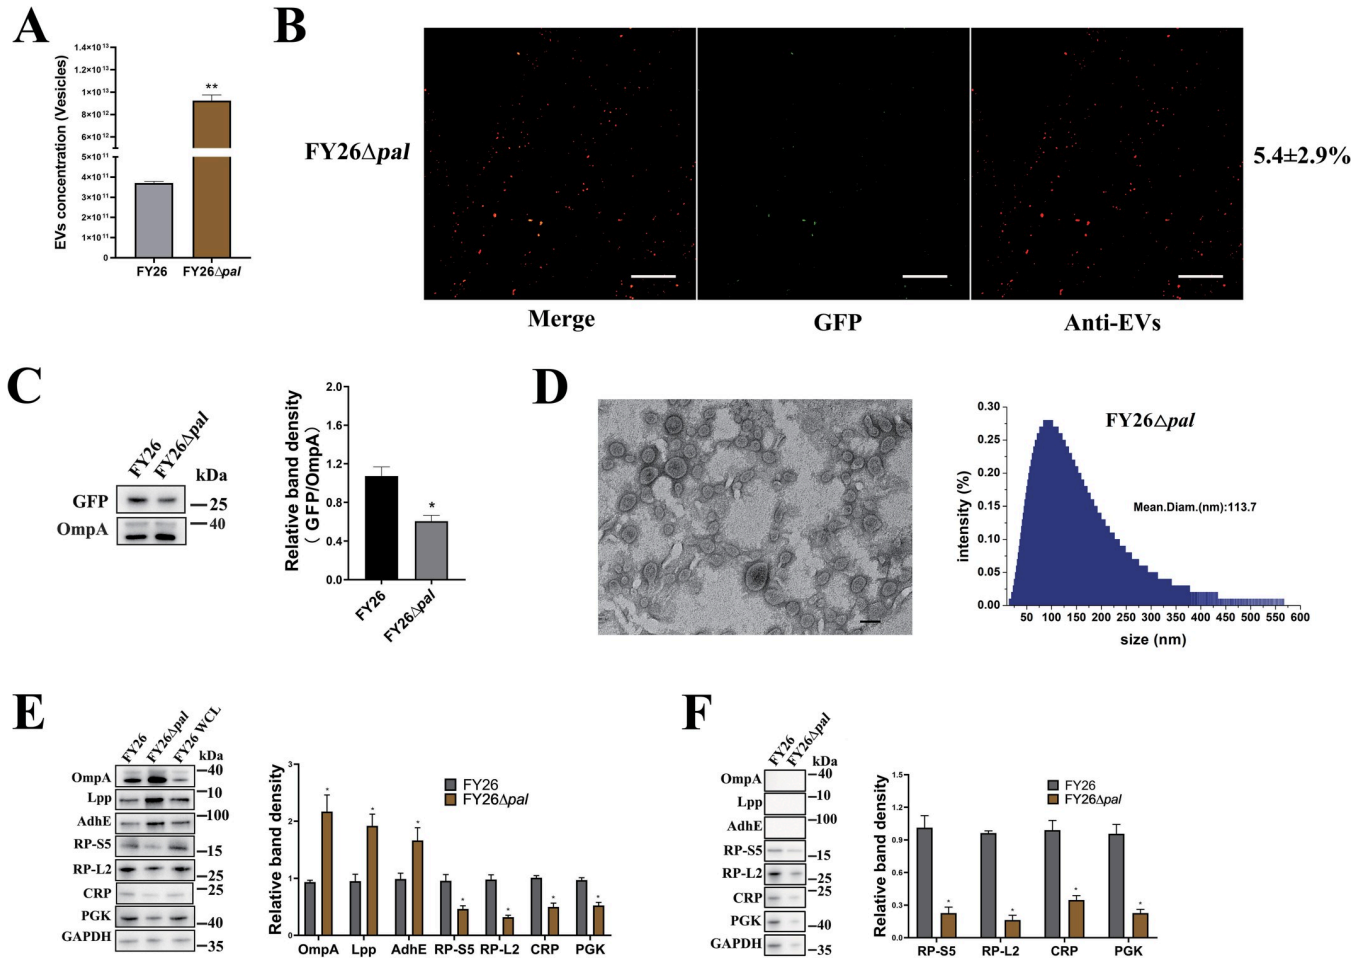 A
EVs concentration (Vesicles)
1.4×10¹³
1.2×10¹³
1×10¹³
8×10¹²
6×10¹²
5×10¹¹
4×10¹¹
3×10¹¹
2×10¹¹
1×10¹¹
0
**
FY26
FY26Δpal
B
FY26Δpal
5.4±2.9%
Merge
GFP
Anti-EVs
C
FY26
FY26Δpal
kDa
GFP
25
OmpA
40
Relative band density
( GFP/OmpA)
2.0
1.6
1.2
0.8
0.4
0.0
*
FY26
FY26Δpal
D
FY26Δpal
Mean.Diam.(nm):113.7
intensity (%)
0.30
0.25
0.20
0.15
0.10
0.05
0.00
50 100 150 200 250 300 350 400 450 500 550 600
size (nm)
E
FY26
FY26Δpal
FY26 WCL
kDa
OmpA
40
Lpp
10
AdhE
100
RP-S5
15
RP-L2
25
CRP
25
PGK
40
GAPDH
35
Relative band density
3
2
1
0
FY26
FY26Δpal
* * * * * * *
OmpA Lpp AdhE RP-S5 RP-L2 CRP PGK
F
FY26
FY26Δpal
kDa
OmpA
40
Lpp
10
AdhE
100
RP-S5
15
RP-L2
25
CRP
25
PGK
40
GAPDH
35
Relative band density
1.5
1.2
0.9
0.6
0.3
0.0
FY26
FY26Δpal
* * * *
RP-S5 RP-L2 CRP PGK